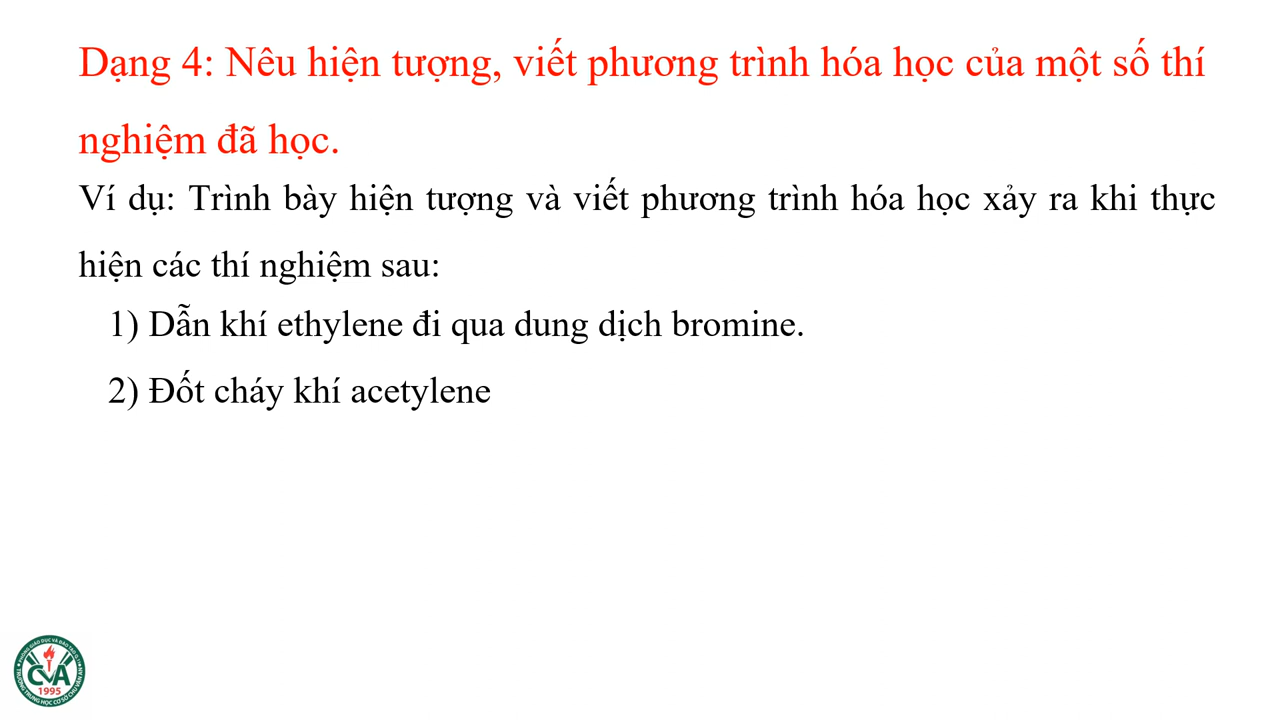 Dạng 4: Nêu hiện tượng, viết phương trình hóa học của một số thí
nghiệm đã học.
Ví dụ: Trình bày hiện tượng và viết phương trình hóa học xảy ra khi thực
hiện các thí nghiệm sau:
1) Dẫn khí ethylene đi qua dung dịch bromine.
2) Đốt cháy khí acetylene
CVA
1995